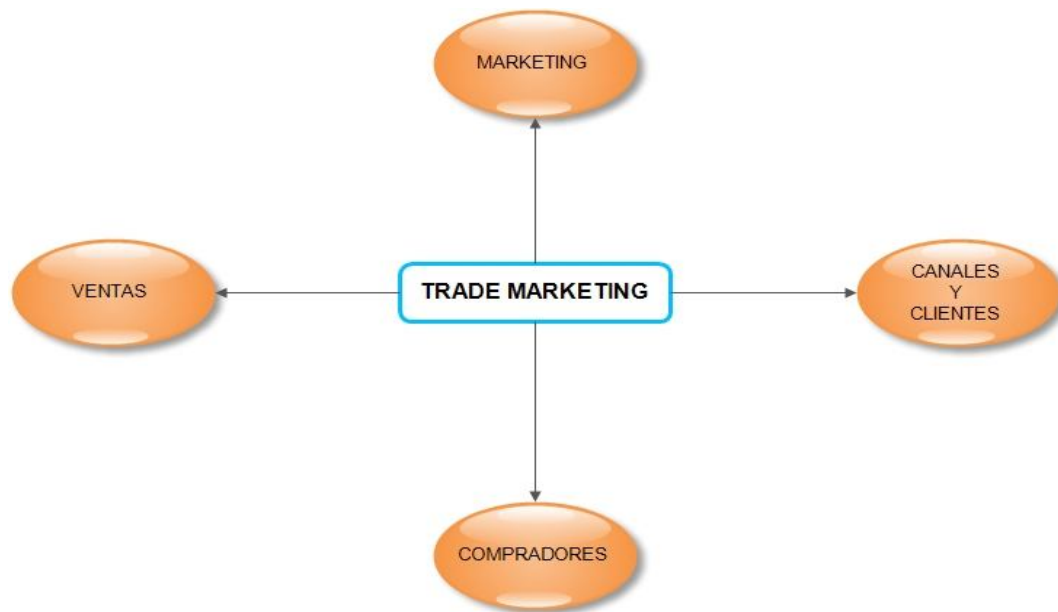 MARKETING
VENTAS
TRADE MARKETING
CANALES
Y
CLIENTES
COMPRADORES